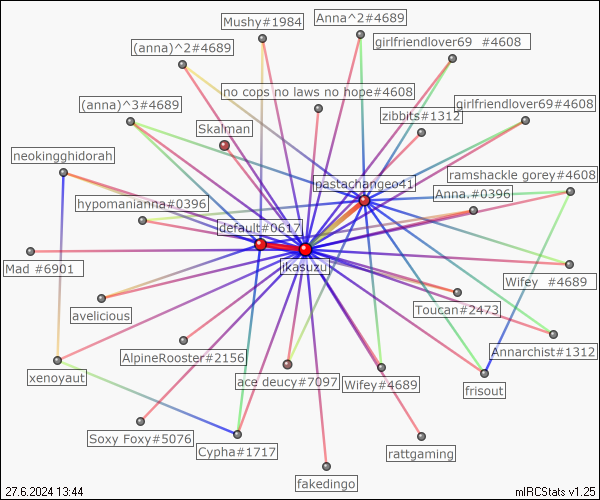 Mushy#1984
Anna^2#4689
girlfriendlover69 #4608
(anna)^2#4689
no cops no laws no hope#4608
(anna)^3#4689
zibbits#1312
girlfriendlover69#4608
Skalman
neokingghidorah
pastachangeo41
ramshackle gorey#4608
Anna.#0396
hypomanianna#0396
default#0617
Mad #6901
jkasuzu
Wifey #4689
Toucan#2473
avelicious
Annarchist#1312
AlpineRooster#2156
xenoyaut
ace deucy#7097
Wifey#4689
frisout
Soxy Foxy#5076
Cypha#1717
rattgaming
fakedingo
27.6.2024 13:44
mIRCStats v1.25